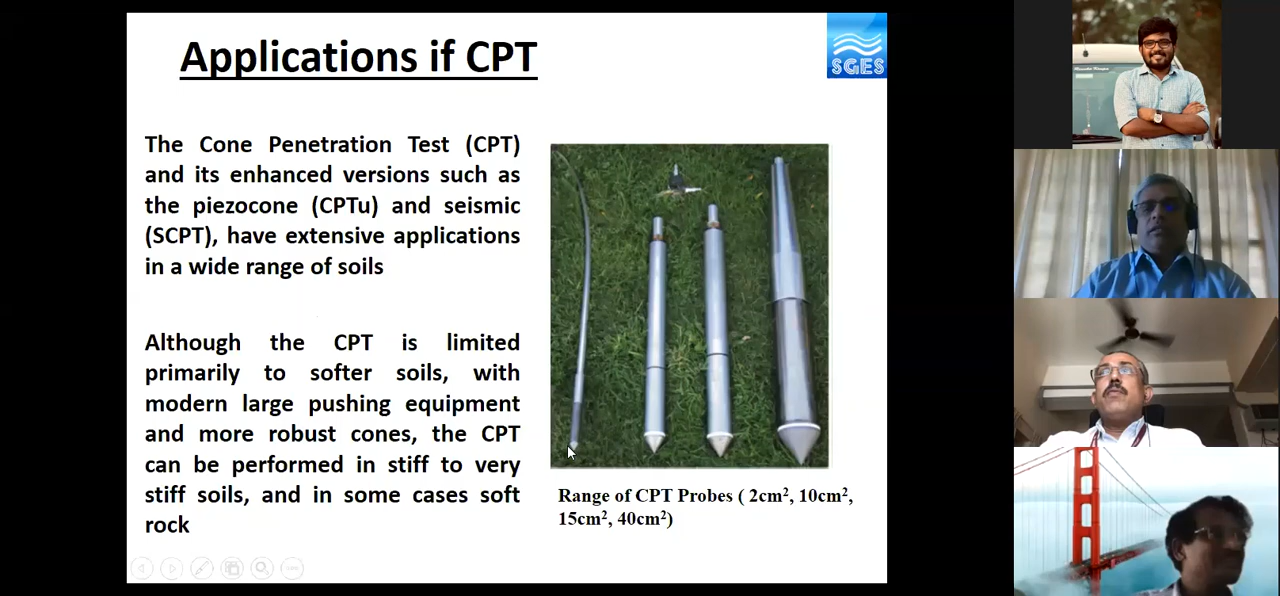 Applications if CPT
SGES
The Cone Penetration Test (CPT)
and its enhanced versions such as
the piezocone (CPTu) and seismic
(SCPT), have extensive applications
in a wide range of soils
Although the CPT is limited
primarily to softer soils, with
modern large pushing equipment
and more robust cones, the CPT
can be performed in stiff to very
stiff soils, and in some cases soft
rock
Range of CPT Probes ( 2cm², 10cm²,
15cm², 40cm²)